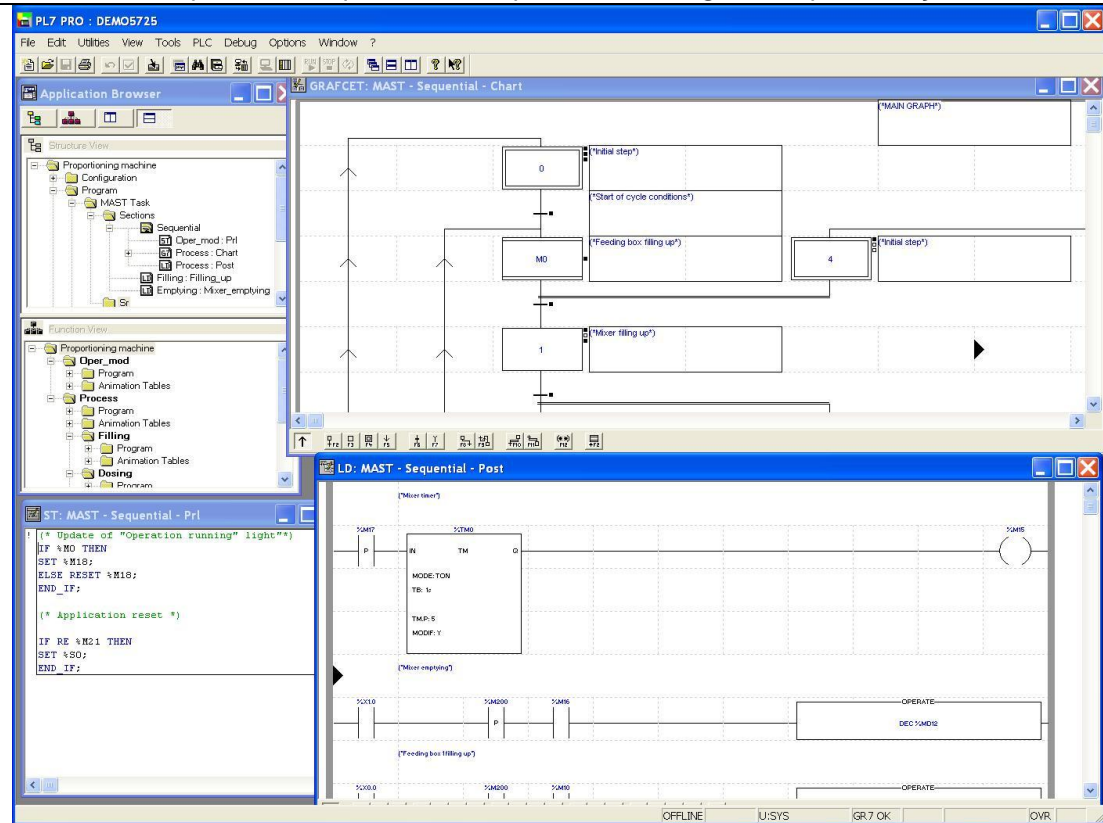 PL7 PRO : DEMO5725
File Edit Utilities View Tools PLC Debug Options Window ?
Application Browser
Structure View
Proportioning machine
Configuration
Program
MAST Task
Sections
Sequential
ST Oper_mod : Prl
G7 Process : Chart
LD Process : Post
LD Filling : Filling_up
LD Emptying : Mixer_emptying
Sr
Function View
Proportioning machine
Oper_mod
Program
Animation Tables
Process
Program
Animation Tables
Filling
Program
Animation Tables
Dosing
Program
GRAFCET: MAST - Sequential - Chart
(*MAIN GRAPH*)
0
(*Initial step*)
(*Start of cycle conditions*)
M0
(*Feeding box filling up*)
4
(*Initial step*)
1
(*Mixer filling up*)
ST: MAST - Sequential - Prl
! (* Update of "Operation running" light"*)
IF %M0 THEN
SET %M18;
ELSE RESET %M18;
END_IF;
(* Application reset *)
IF RE %M21 THEN
SET %S0;
END_IF;
LD: MAST - Sequential - Post
(*Mixer timer*)
%M17 %TM0 %M15
P IN TM Q
MODE: TON
TB: 1s
TM.P: 5
MODIF: Y
(*Mixer emptying*)
%X1.0 %M200 %M16 OPERATE
P DEC %MD12
%X0.0 %M200 %M10 OPERATE
OFFLINE U:SYS GR7 OK OVR